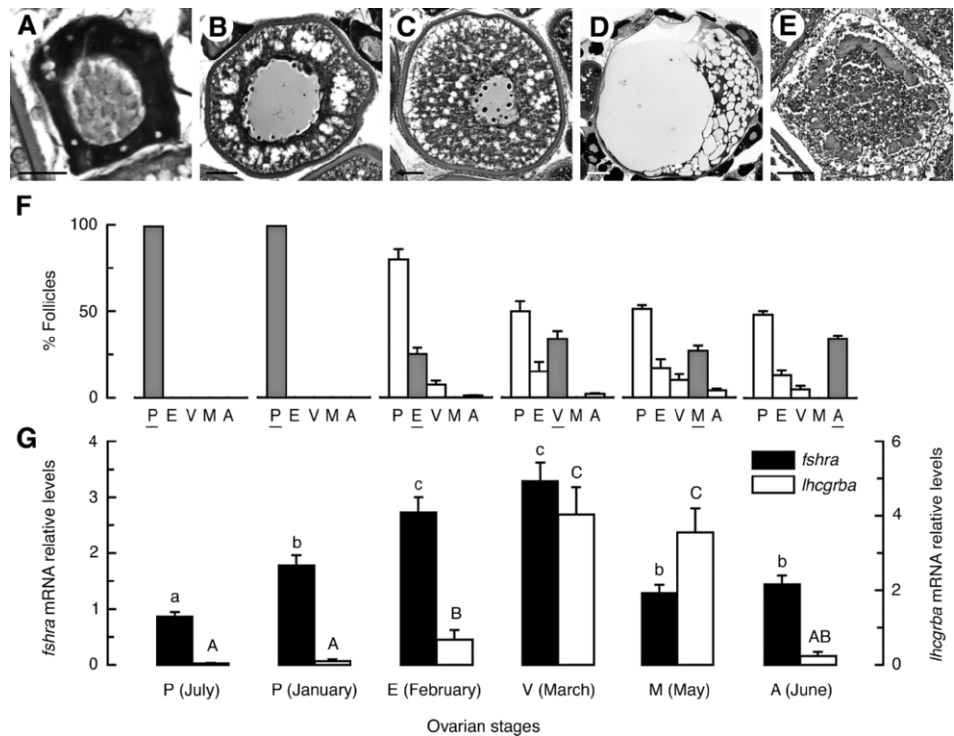 A B C D E
F
100
50
0
% Follicles
P E V M A P E V M A P E V M A P E V M A P E V M A P E V M A
G
4
3
2
1
0
fshra mRNA relative levels
6
4
2
0
lhcgrba mRNA relative levels
fshra
lhcgrba
a A b A c B c C b C b AB
P (July) P (January) E (February) V (March) M (May) A (June)
Ovarian stages